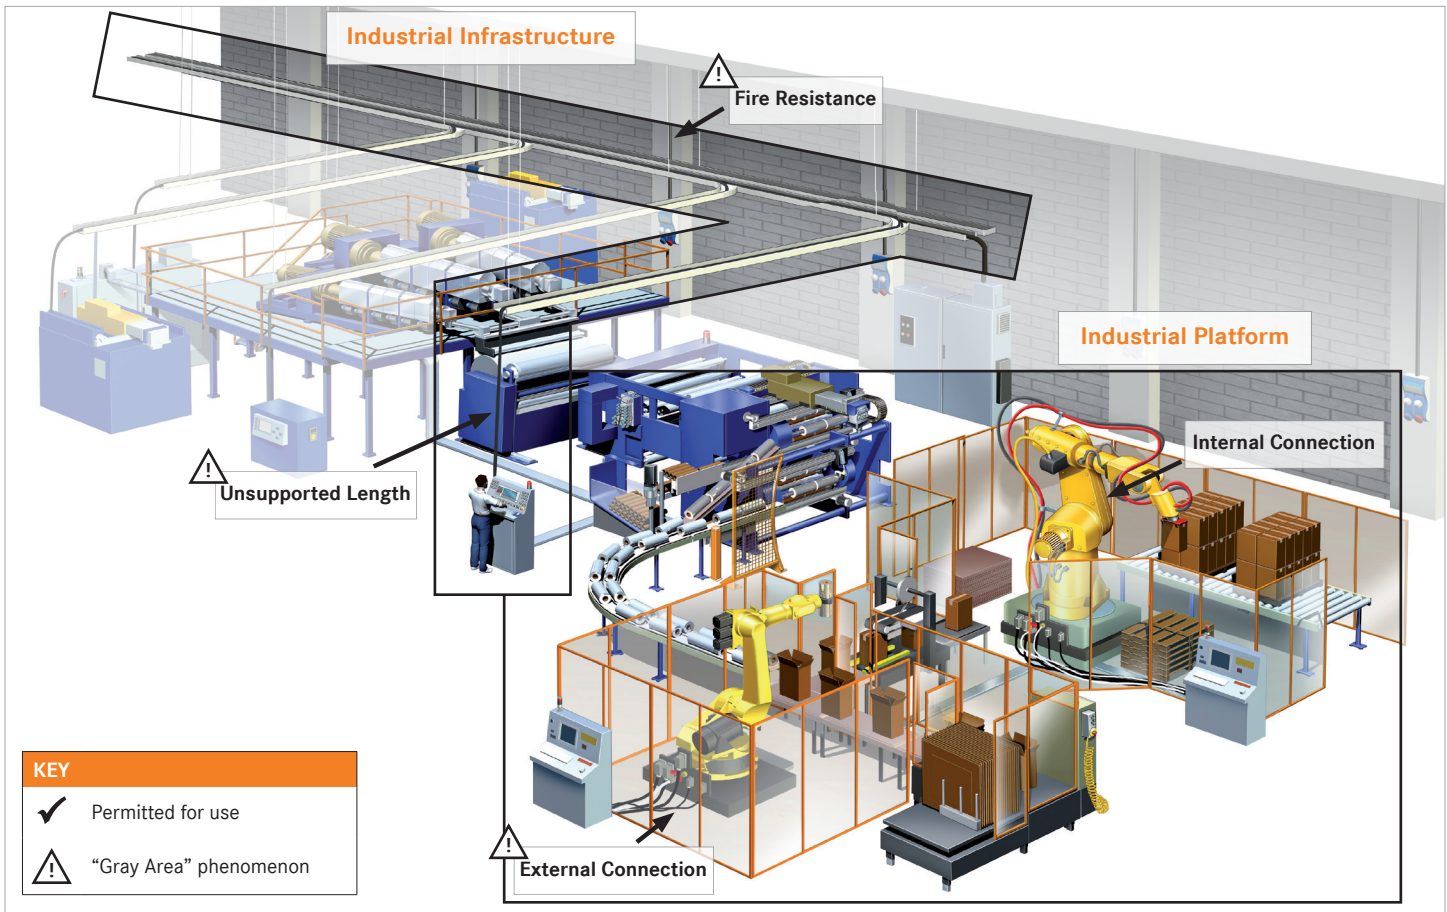 Industrial Infrastructure
Fire Resistance
Industrial Platform
Internal Connection
Unsupported Length
KEY
Permitted for use
“Gray Area” phenomenon
External Connection